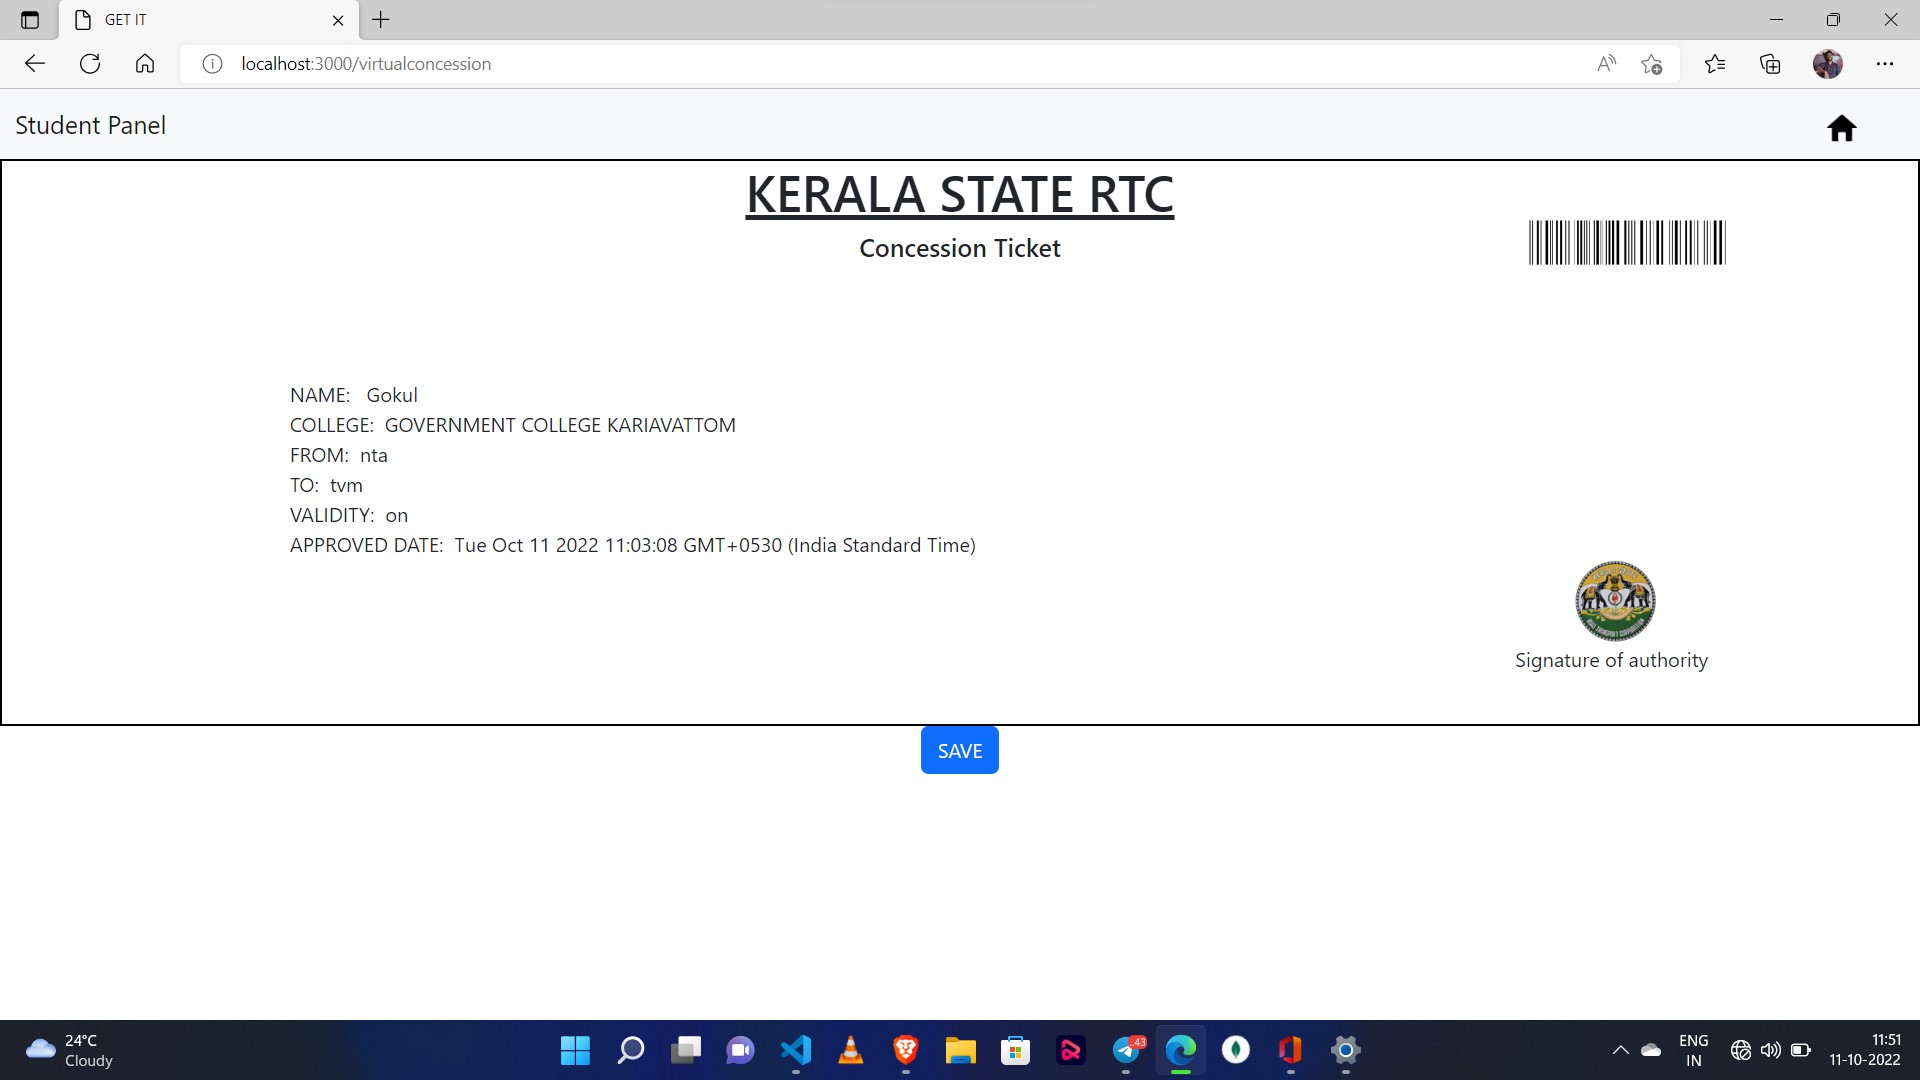 GET IT
localhost:3000/virtualconcession
Student Panel
KERALA STATE RTC
Concession Ticket
NAME: Gokul
COLLEGE: GOVERNMENT COLLEGE KARIAVATTOM
FROM: nta
TO: tvm
VALIDITY: on
APPROVED DATE: Tue Oct 11 2022 11:03:08 GMT+0530 (India Standard Time)
Signature of authority
SAVE
24°C
Cloudy
43
ENG
IN
11:51
11-10-2022